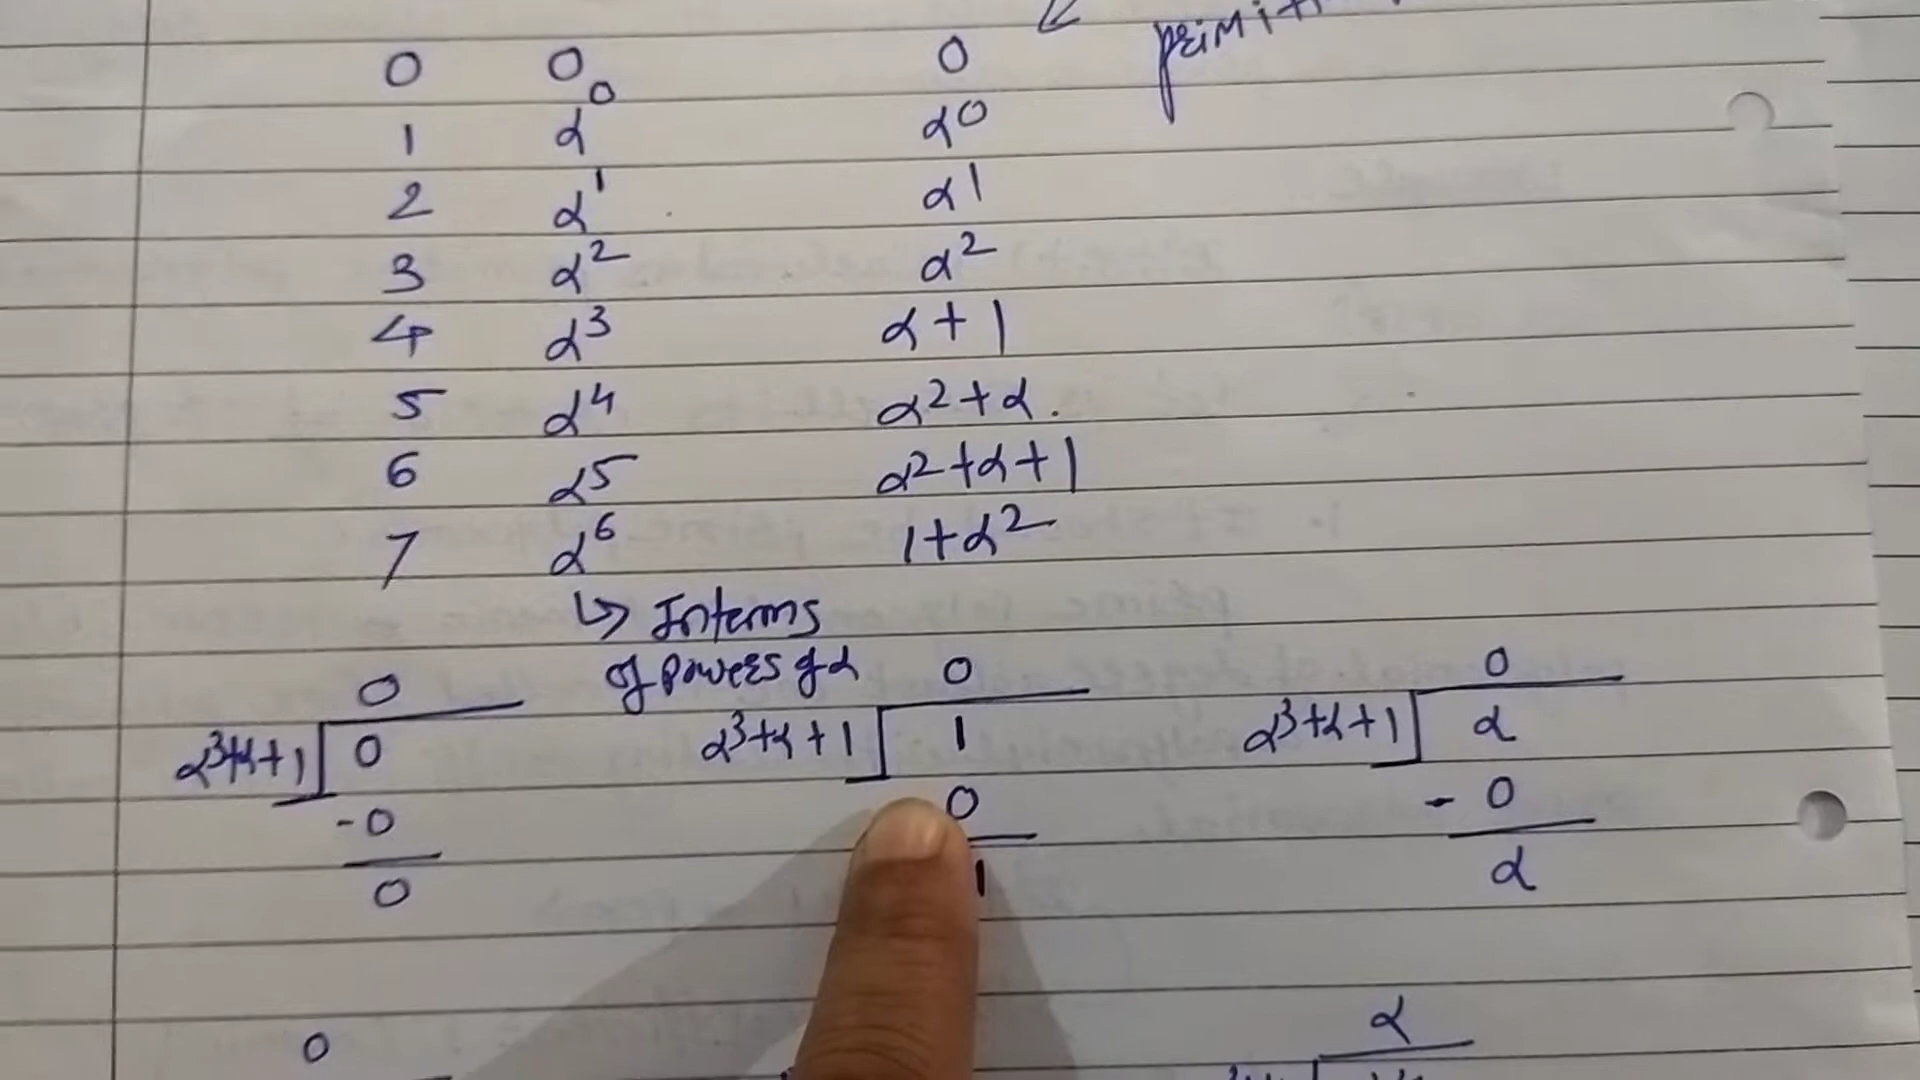 0 0 0
1 α⁰ α⁰
2 α¹ α¹
3 α² α²
4 α³ α+1
5 α⁴ α²+α.
6 α⁵ α²+α+1
7 α⁶ 1+α²
↳ Interms
of powers of α
0 0 0
α³+α+1 0 α³+α+1 1 α³+α+1 α
-0 0 -0
0 1 α
0 α